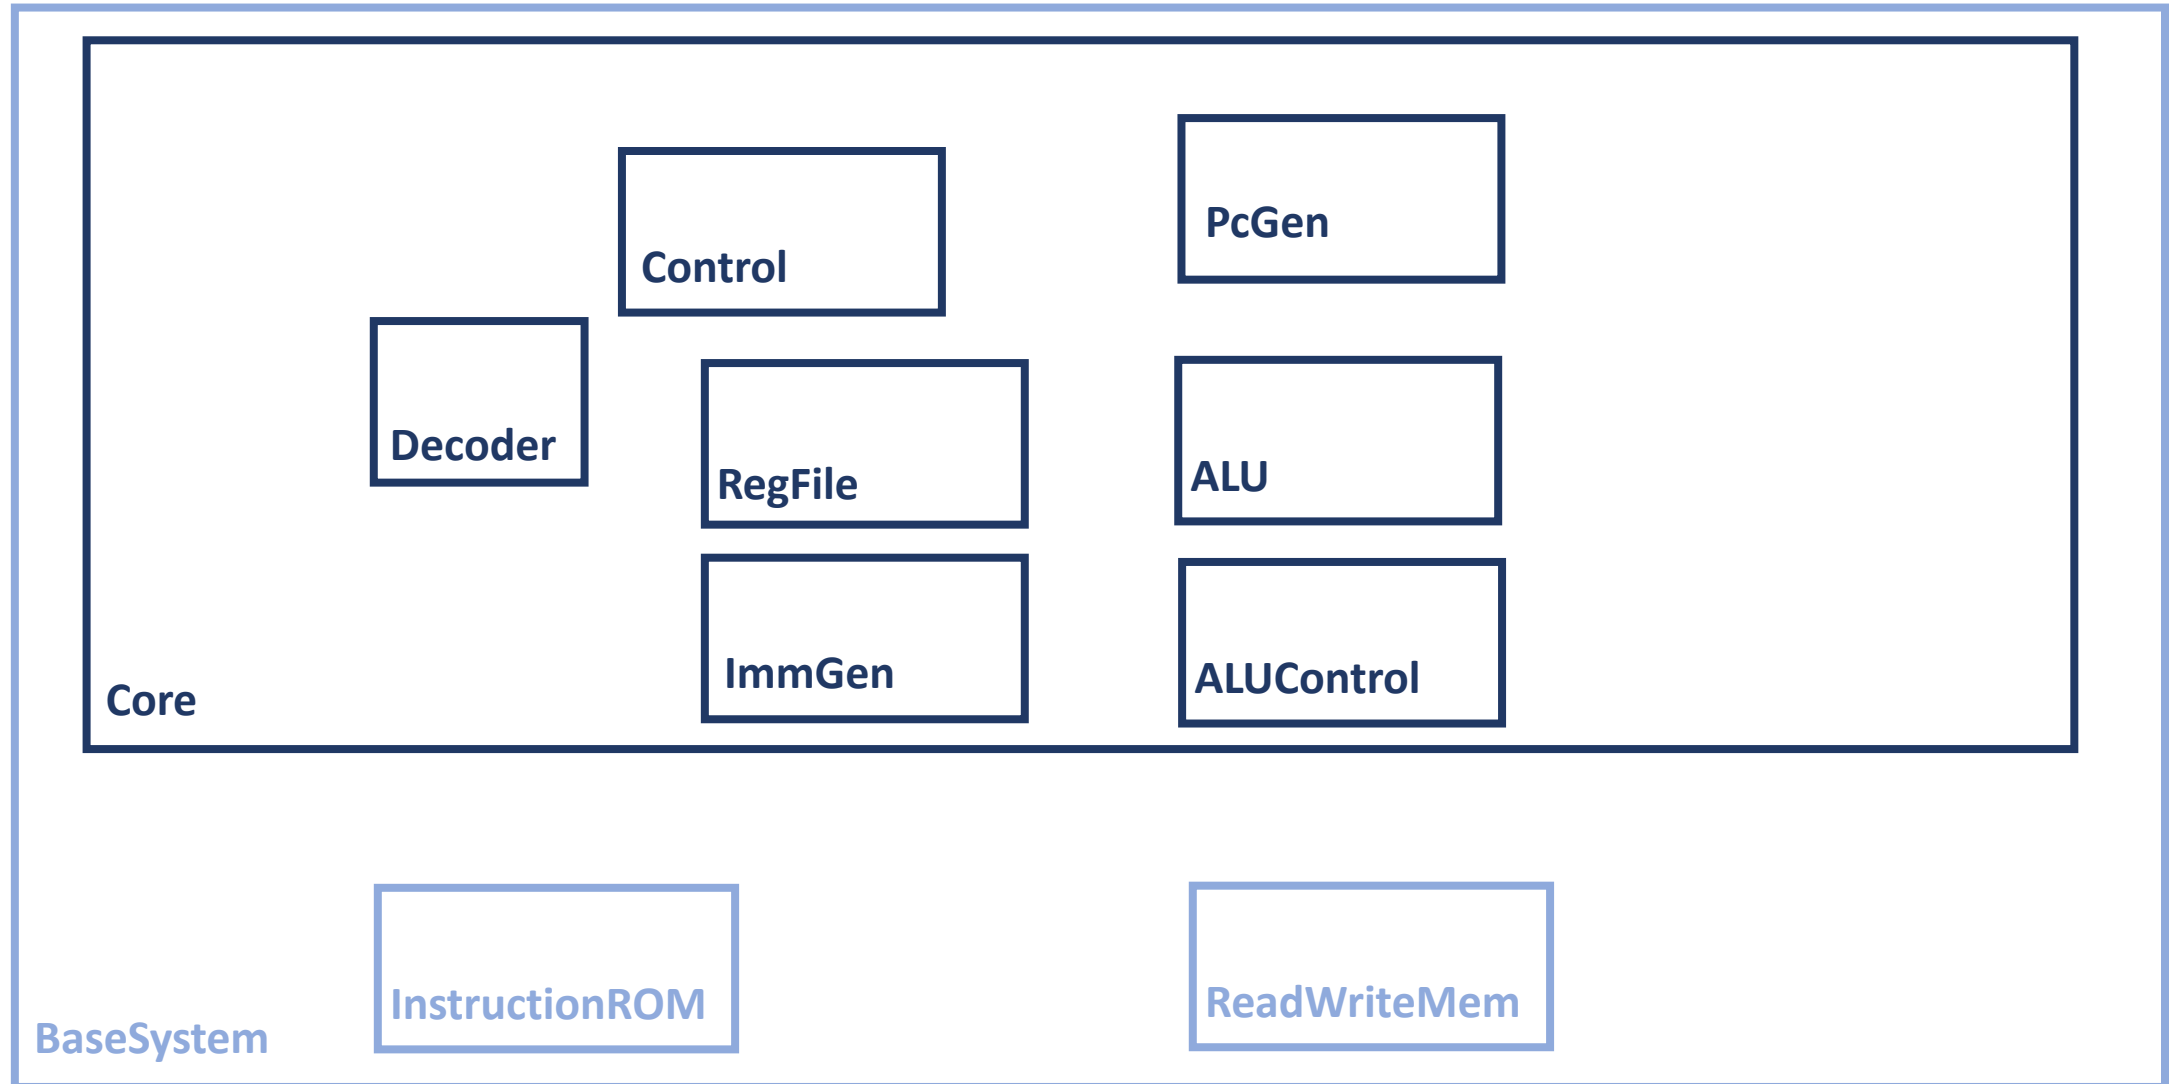 PcGen
Control
Decoder
RegFile
ALU
ImmGen
ALUControl
Core
InstructionROM
ReadWriteMem
BaseSystem